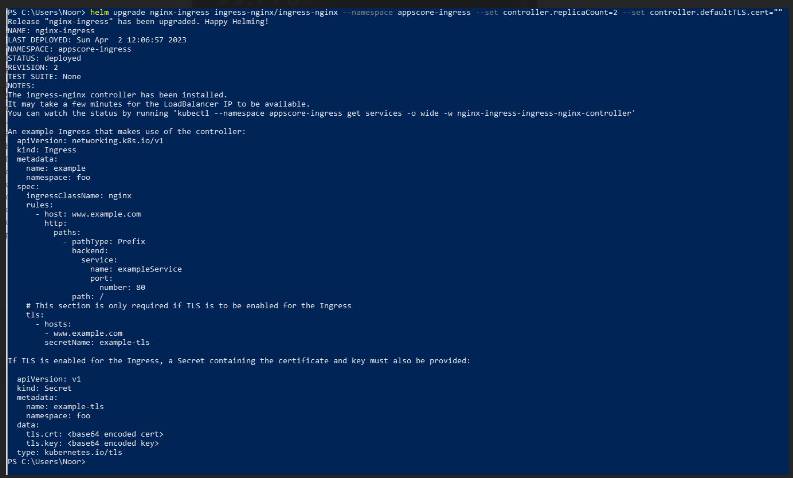 PS C:\Users\Noor> helm upgrade nginx-ingress ingress-nginx/ingress-nginx --namespace appscore-ingress --set controller.replicaCount=2 --set controller.defaultTLS.cert=""
Release "nginx-ingress" has been upgraded. Happy Helming!
NAME: nginx-ingress
LAST DEPLOYED: Sun Apr  2 12:06:57 2023
NAMESPACE: appscore-ingress
STATUS: deployed
REVISION: 2
TEST SUITE: None
NOTES:
The ingress-nginx controller has been installed.
It may take a few minutes for the LoadBalancer IP to be available.
You can watch the status by running 'kubectl --namespace appscore-ingress get services -o wide -w nginx-ingress-ingress-nginx-controller'
An example Ingress that makes use of the controller:
  apiVersion: networking.k8s.io/v1
  kind: Ingress
  metadata:
    name: example
    namespace: foo
  spec:
    ingressClassName: nginx
    rules:
      - host: www.example.com
        http:
          paths:
            - pathType: Prefix
              backend:
                service:
                  name: exampleService
                  port:
                    number: 80
              path: /
    # This section is only required if TLS is to be enabled for the Ingress
    tls:
      - hosts:
        - www.example.com
        secretName: example-tls
If TLS is enabled for the Ingress, a Secret containing the certificate and key must also be provided:
  apiVersion: v1
  kind: Secret
  metadata:
    name: example-tls
    namespace: foo
  data:
    tls.crt: <base64 encoded cert>
    tls.key: <base64 encoded key>
  type: kubernetes.io/tls
PS C:\Users\Noor>